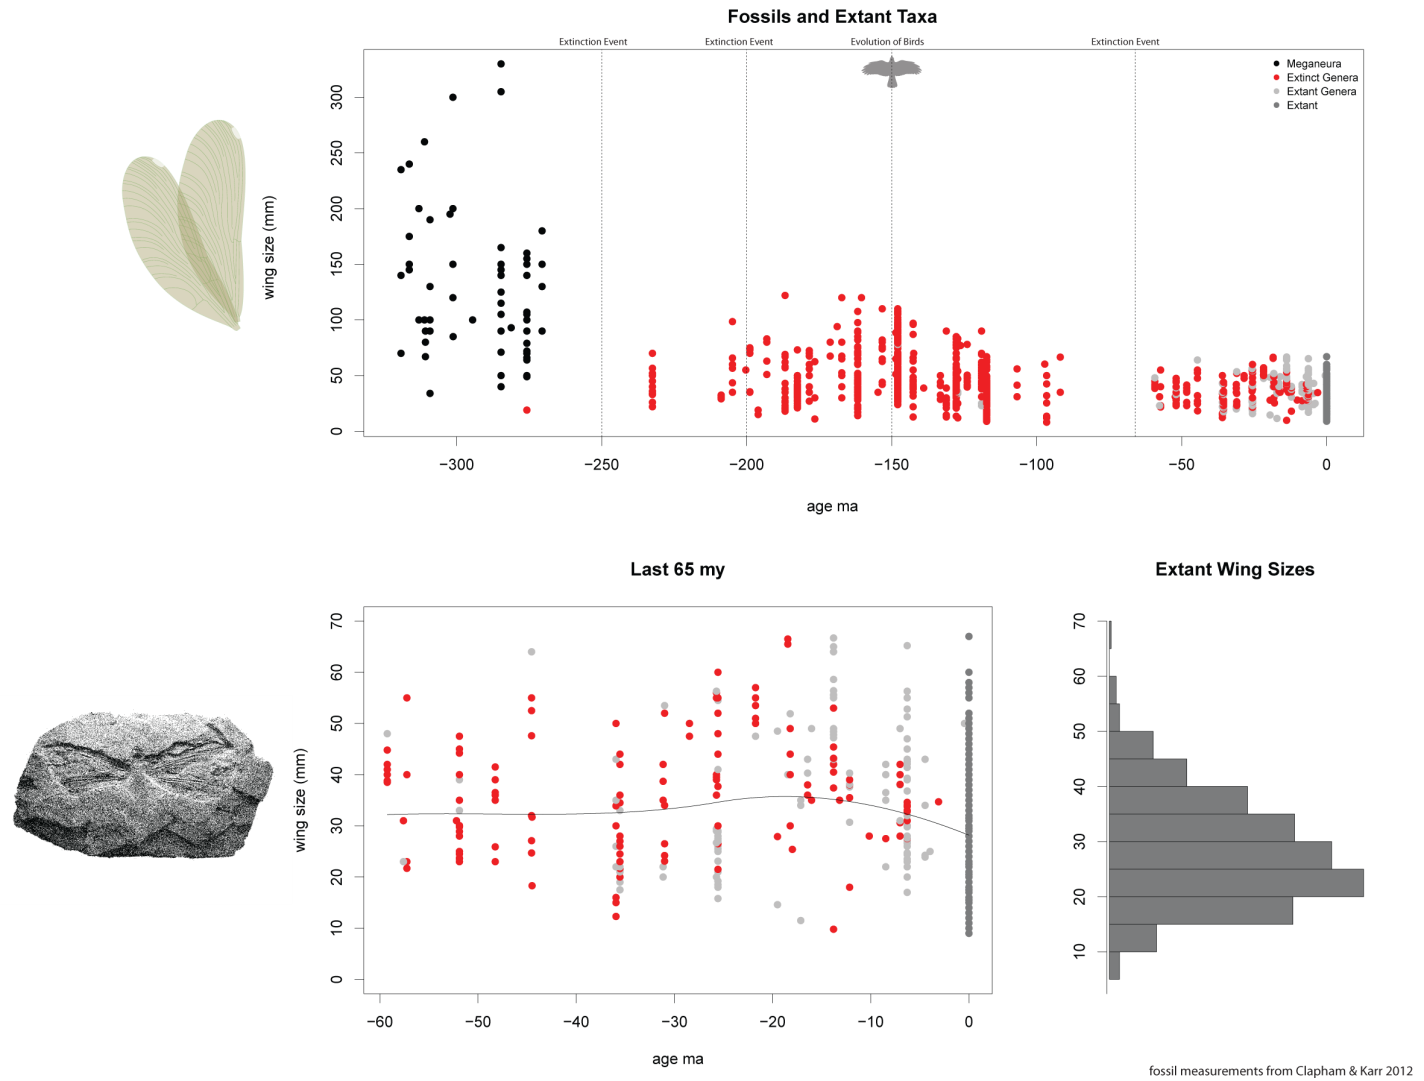 Fossils and Extant Taxa
Extinction Event
Extinction Event
Evolution of Birds
Extinction Event
Meganeura
Extinct Genera
Extant Genera
Extant
wing size (mm)
300
250
200
150
100
50
0
−300 −250 −200 −150 −100 −50 0
age ma
Last 65 my
wing size (mm)
70
60
50
40
30
20
10
0
−60 −50 −40 −30 −20 −10 0
age ma
Extant Wing Sizes
70
60
50
40
30
20
10
fossil measurements from Clapham & Karr 2012